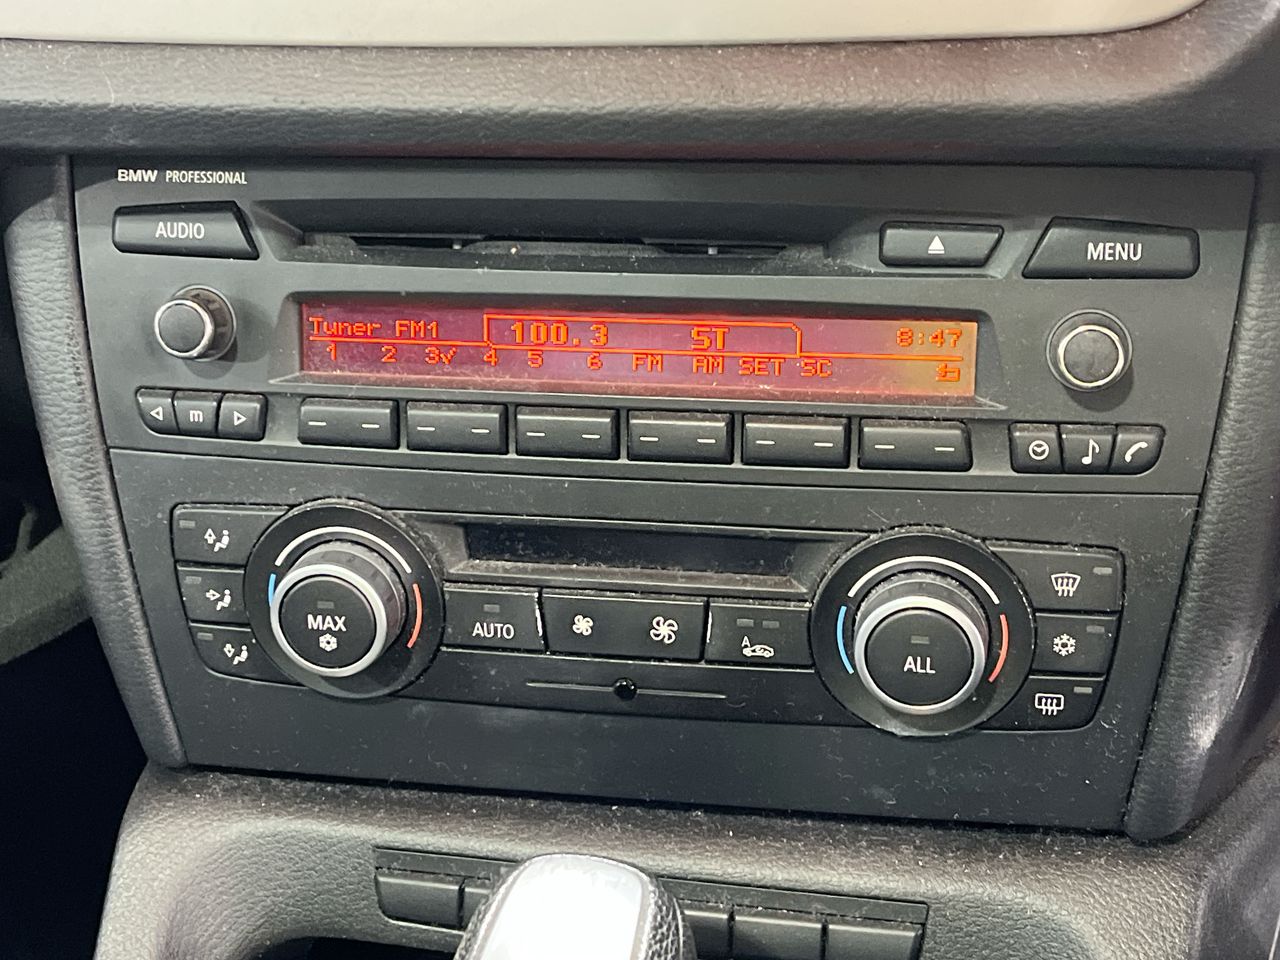 BMW PROFESSIONAL
AUDIO
MENU
Tuner FM1 100.3 ST 8:47
1 2 3√ 4 5 6 FM AM SET SC
m
MAX
AUTO
A
ALL